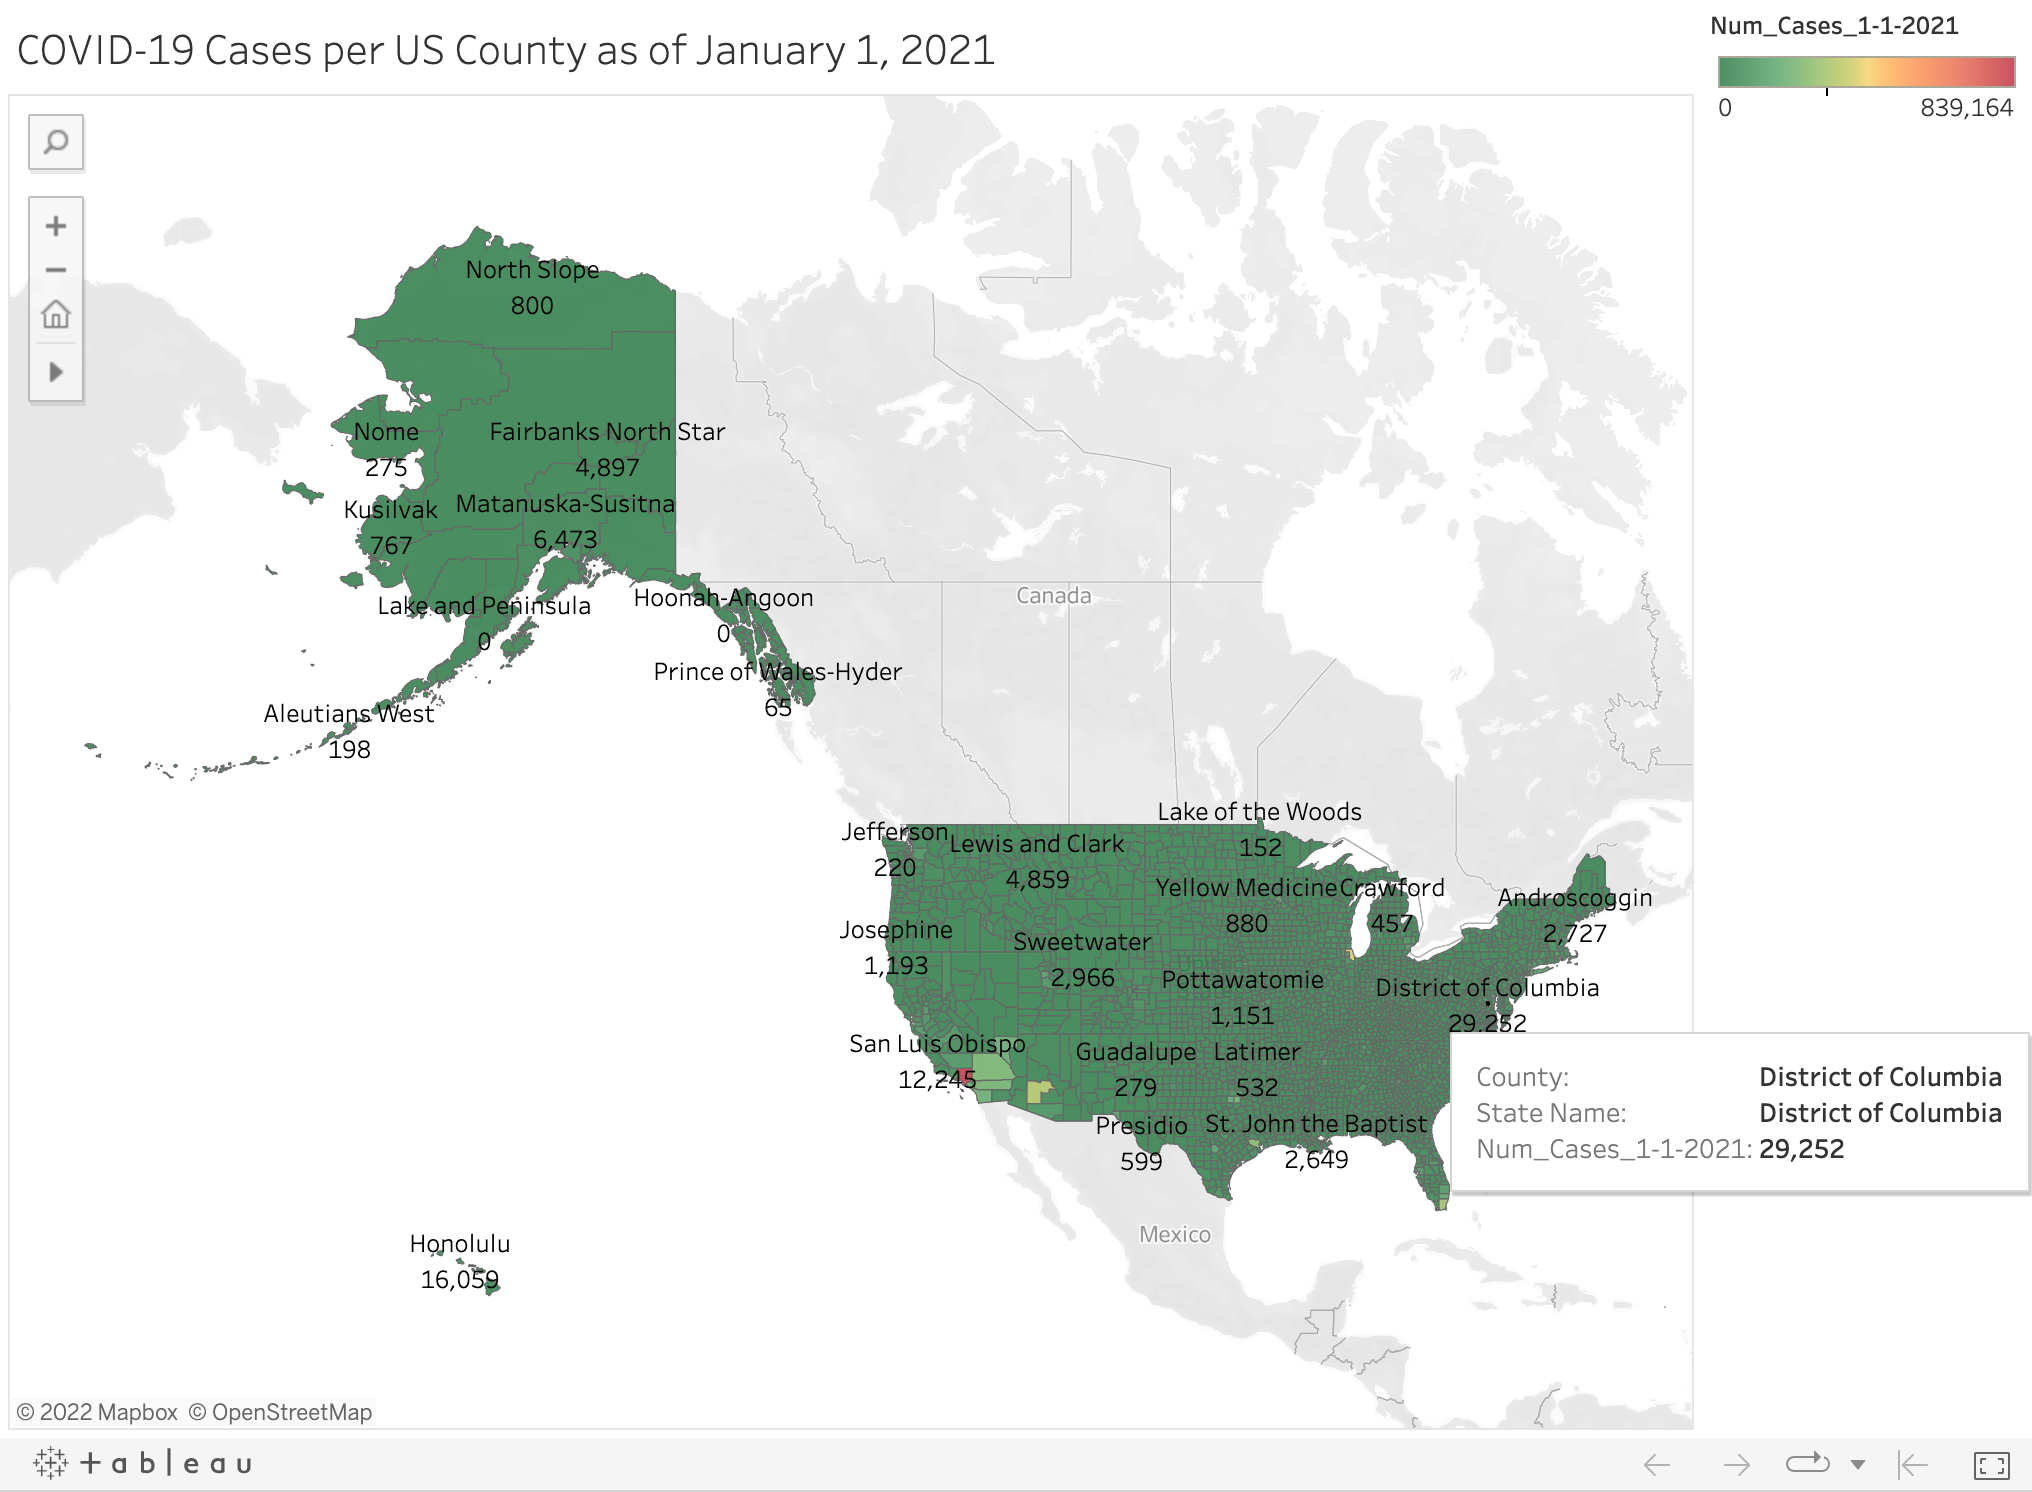 COVID-19 Cases per US County as of January 1, 2021
Num_Cases_1-1-2021
0
839,164
North Slope
800
Nome
275
Fairbanks North Star
4,897
Kusilvak
767
Matanuska-Susitna
6,473
Lake and Peninsula
0
Hoonah-Angoon
0
Prince of Wales-Hyder
65
Aleutians West
198
Canada
Lake of the Woods
152
Jefferson
220
Lewis and Clark
4,859
Yellow Medicine
880
Crawford
457
Androscoggin
2,727
Josephine
1,193
Sweetwater
2,966
Pottawatomie
1,151
District of Columbia
29,252
San Luis Obispo
12,245
Guadalupe
279
Latimer
532
Presidio
599
St. John the Baptist
2,649
County: District of Columbia
State Name: District of Columbia
Num_Cases_1-1-2021: 29,252
Mexico
Honolulu
16,059
© 2022 Mapbox © OpenStreetMap
+ a b l e a u